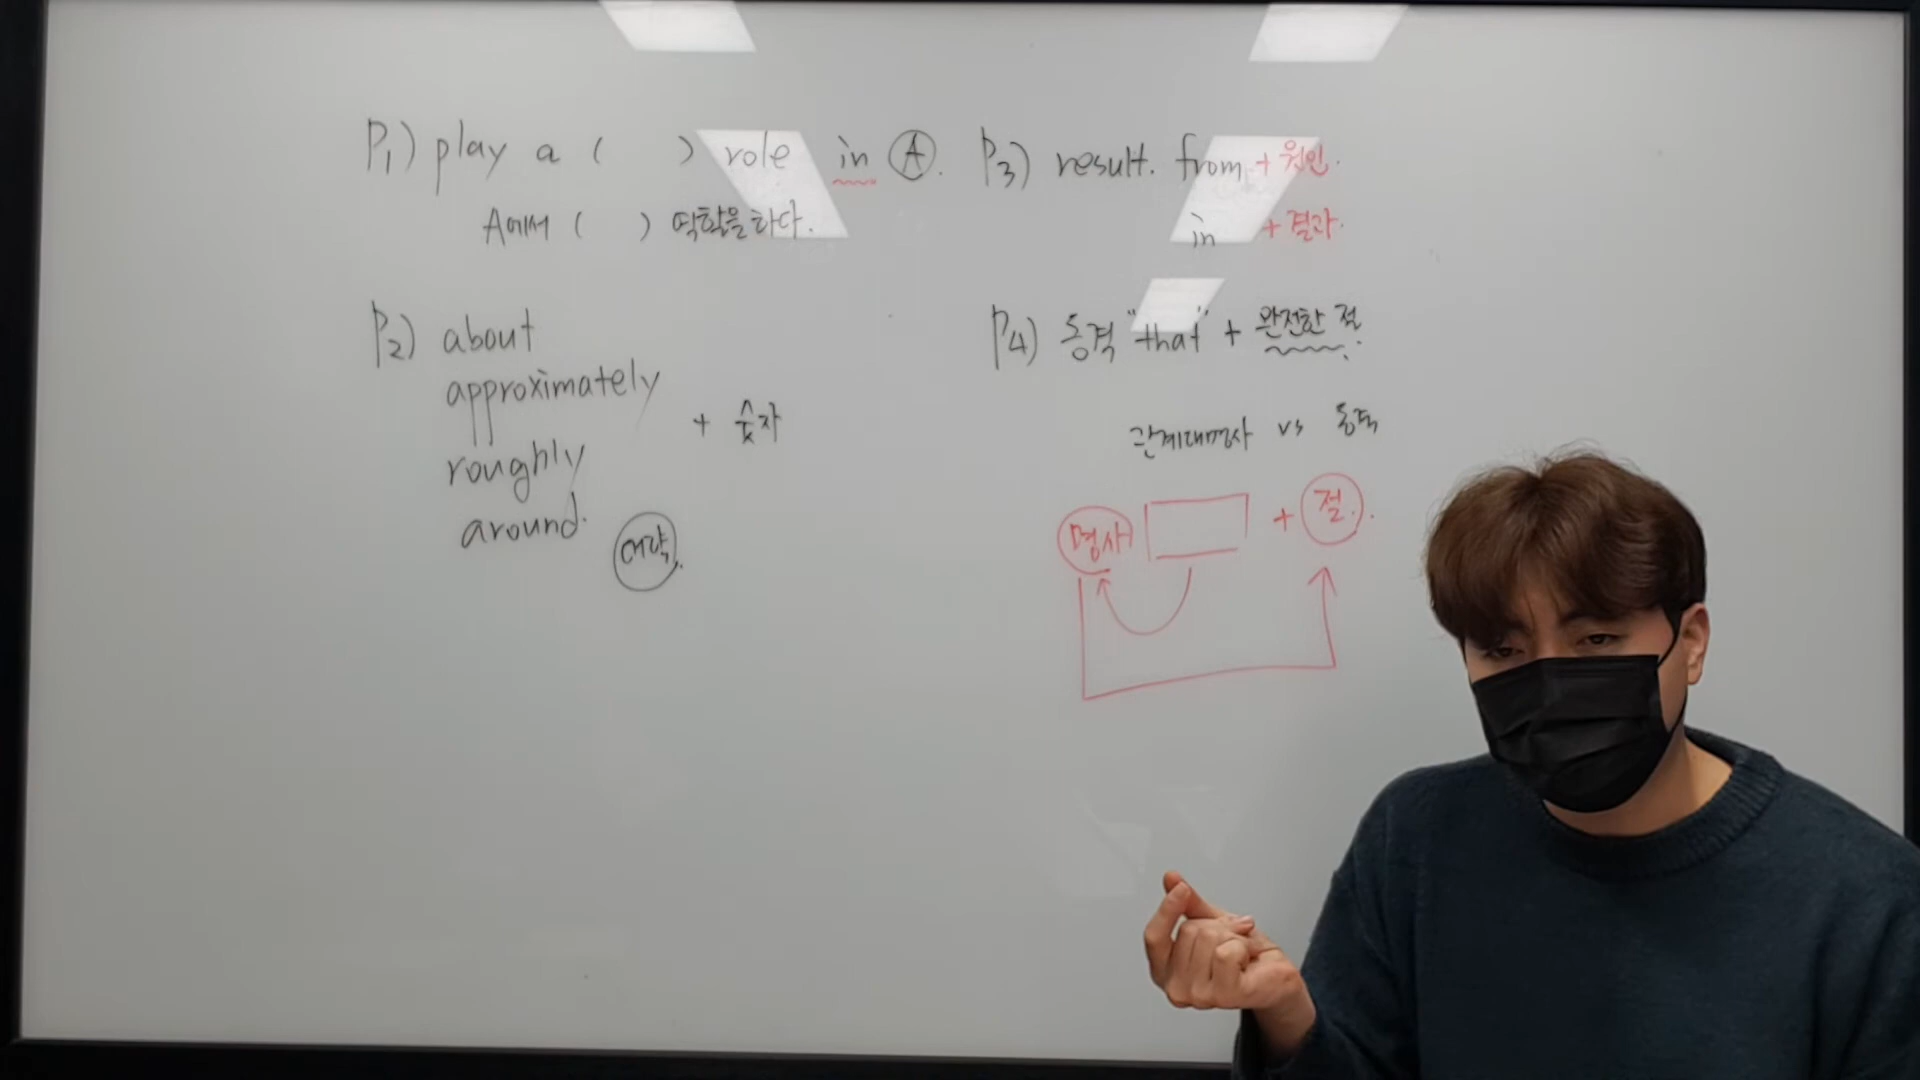 P1) play a (     ) role in Ⓐ.
A에서 (     ) 역할을 하다.
P2) about
approximately
roughly
around.
+ 숫자
대략.
P3) result. from + 원인.
in + 결과.
P4) 동격 "that" + 완전한 절.
관계대명사 vs 동격
명사 + 절.